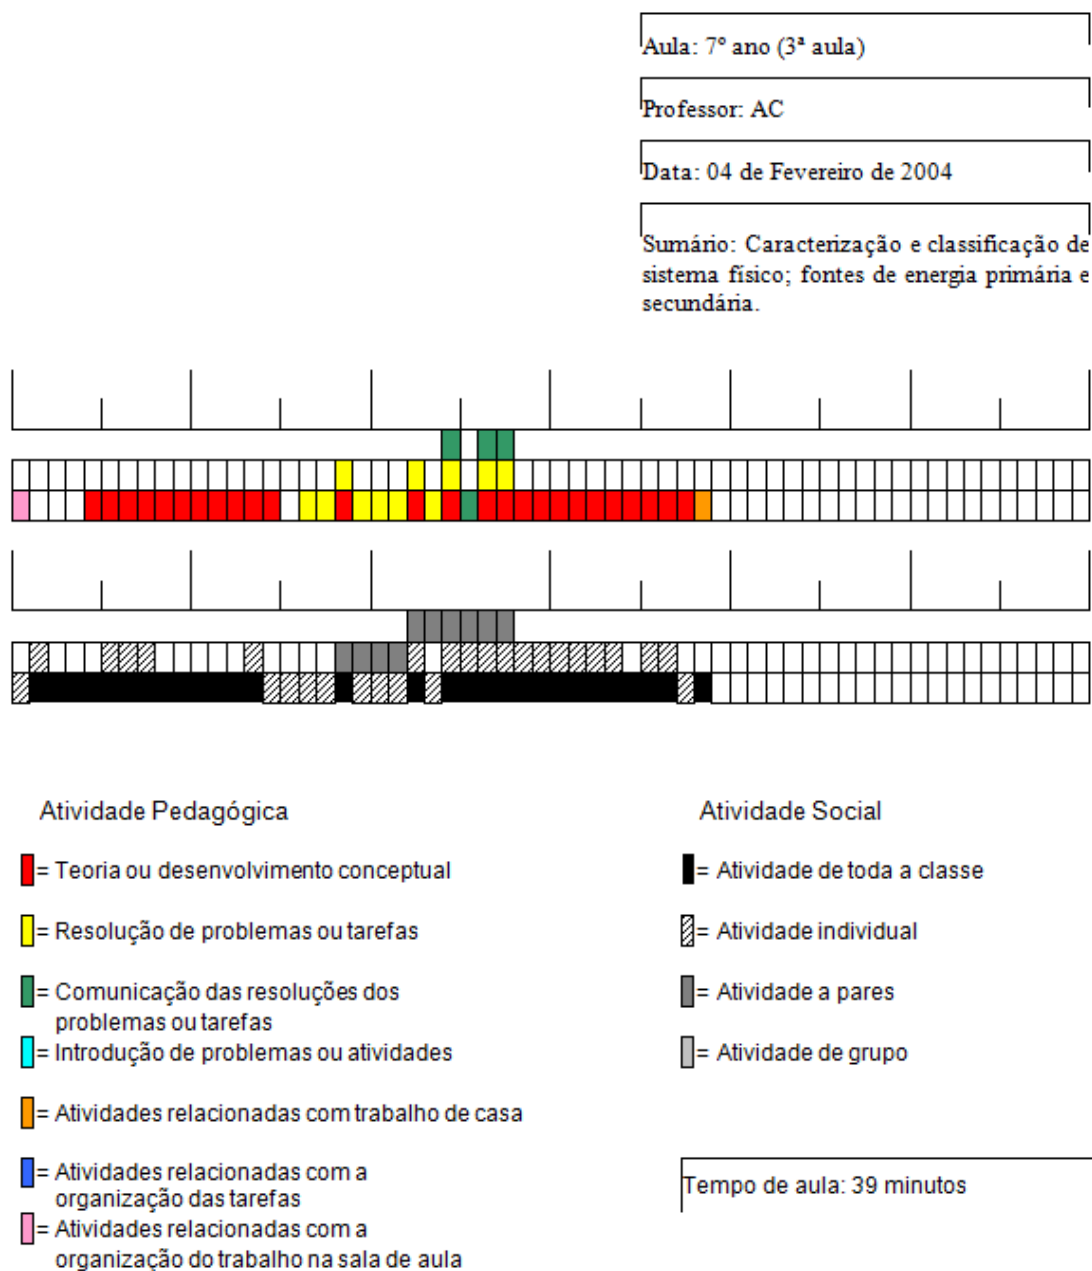 Aula: 7º ano (3ª aula)
Professor: AC
Data: 04 de Fevereiro de 2004
Sumário: Caracterização e classificação de
sistema físico; fontes de energia primária e
secundária.
Atividade Pedagógica
= Teoria ou desenvolvimento conceptual
= Resolução de problemas ou tarefas
= Comunicação das resoluções dos
problemas ou tarefas
= Introdução de problemas ou atividades
= Atividades relacionadas com trabalho de casa
= Atividades relacionadas com a
organização das tarefas
= Atividades relacionadas com a
organização do trabalho na sala de aula
Atividade Social
= Atividade de toda a classe
= Atividade individual
= Atividade a pares
= Atividade de grupo
Tempo de aula: 39 minutos